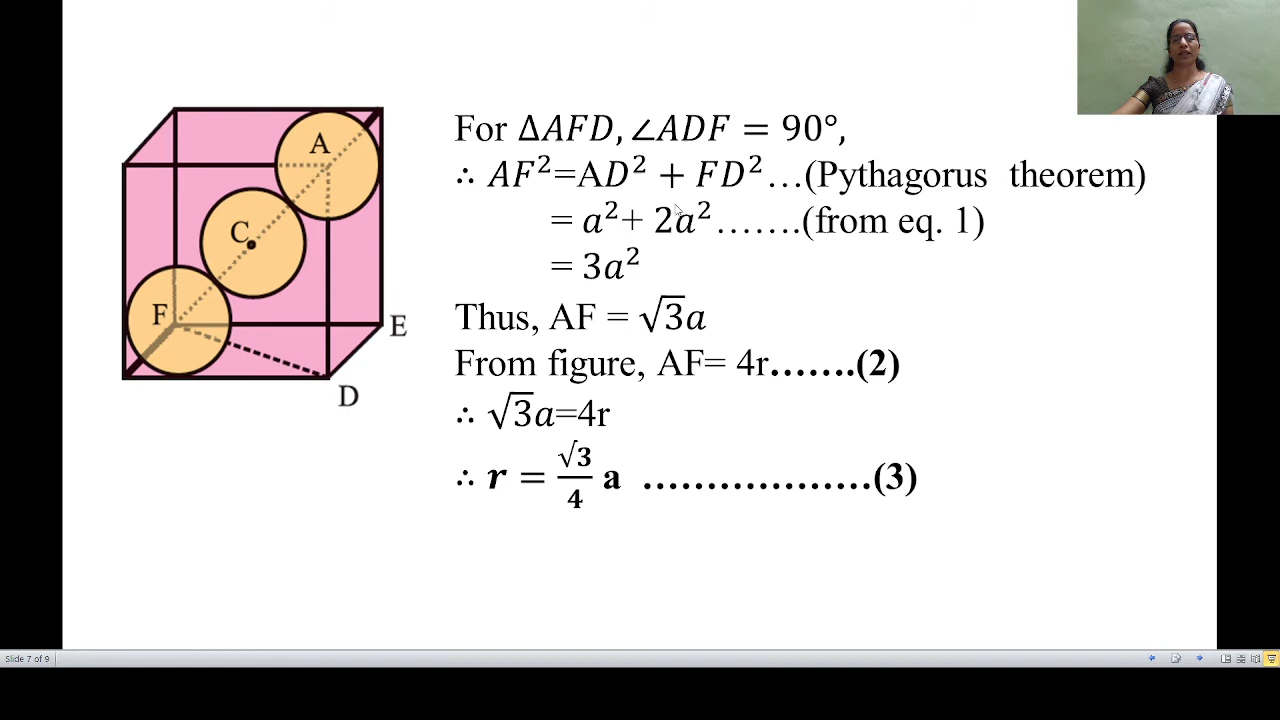 A
C
F
E
D
For ΔAFD, ∠ADF = 90°,
∴ AF²=AD² + FD²…(Pythagorus theorem)
= a²+ 2a²…….(from eq. 1)
= 3a²
Thus, AF = √3a
From figure, AF= 4r…….(2)
∴ √3a=4r
∴ r = √3/4 a ………………(3)
Slide 7 of 9